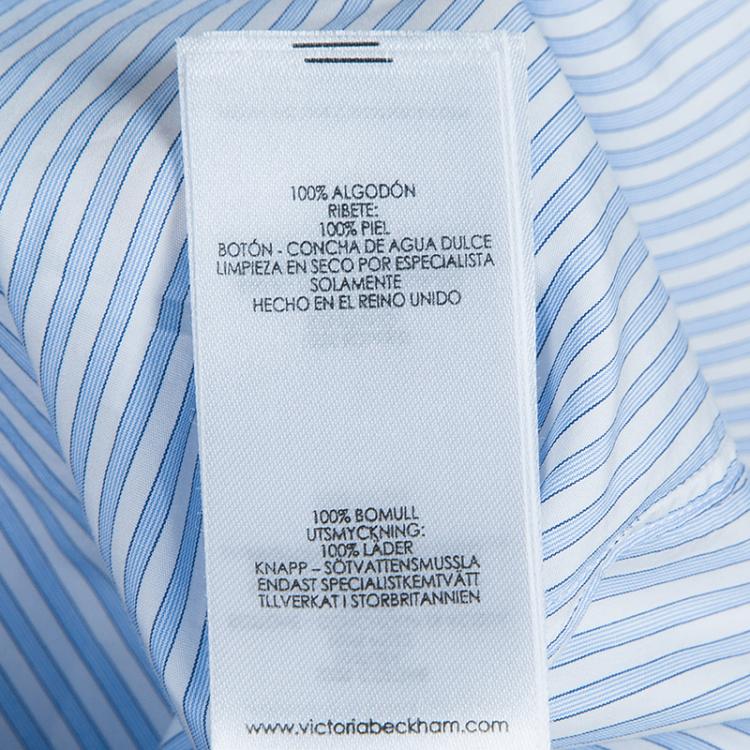 100% ALGODÓN
RIBETE:
100% PIEL
BOTÓN - CONCHA DE AGUA DULCE
LIMPIEZA EN SECO POR ESPECIALISTA
SOLAMENTE
HECHO EN EL REINO UNIDO
100% BOMULL
UTSMYCKNING:
100% LÄDER
KNAPP – SÖTVATTENSMUSSLA
ENDAST SPECIALISTKEMTVÄTT
TLLVERKAT I STORBRITANNIEN
www.victoriabeckham.com